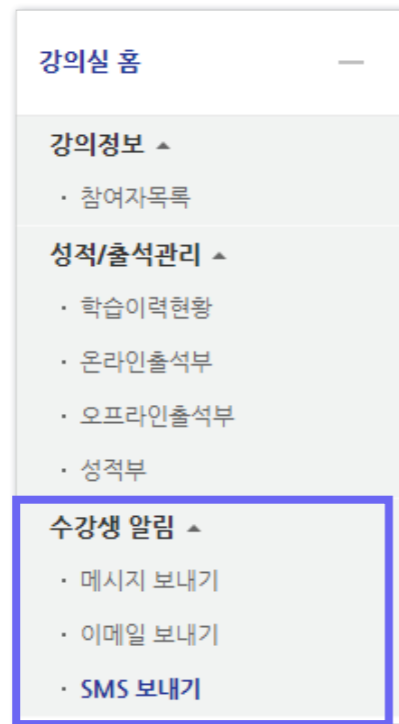 강의실 홈
강의정보
· 참여자목록
성적/출석관리
· 학습이력현황
· 온라인출석부
· 오프라인출석부
· 성적부
수강생 알림
· 메시지 보내기
· 이메일 보내기
· SMS 보내기